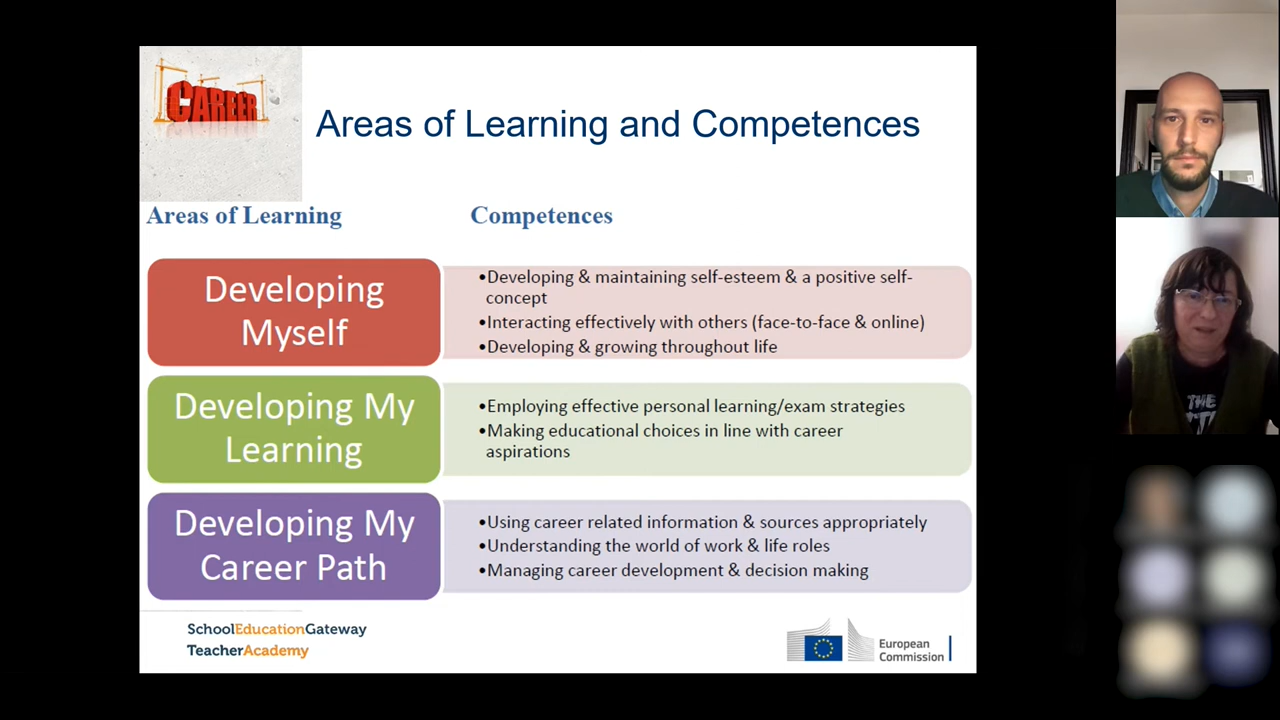 CAREER
Areas of Learning and Competences
Areas of Learning
Competences
Developing
Myself
•Developing & maintaining self-esteem & a positive self-
concept
•Interacting effectively with others (face-to-face & online)
•Developing & growing throughout life
Developing My
Learning
•Employing effective personal learning/exam strategies
•Making educational choices in line with career
aspirations
Developing My
Career Path
•Using career related information & sources appropriately
•Understanding the world of work & life roles
•Managing career development & decision making
SchoolEducationGateway
TeacherAcademy
European
Commission
THE